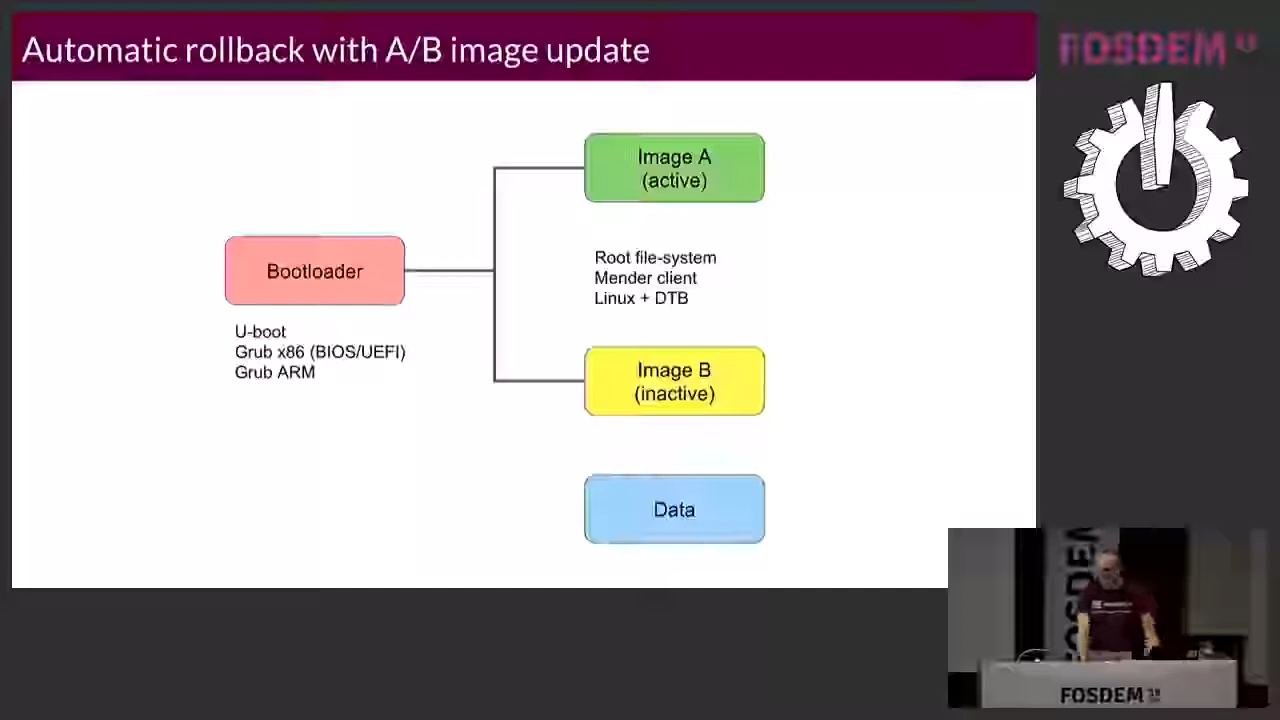 Automatic rollback with A/B image update
FOSDEM
Image A
(active)
Bootloader
Root file-system
Mender client
Linux + DTB
U-boot
Grub x86 (BIOS/UEFI)
Grub ARM
Image B
(inactive)
Data
FOSDEM
FOSDEM